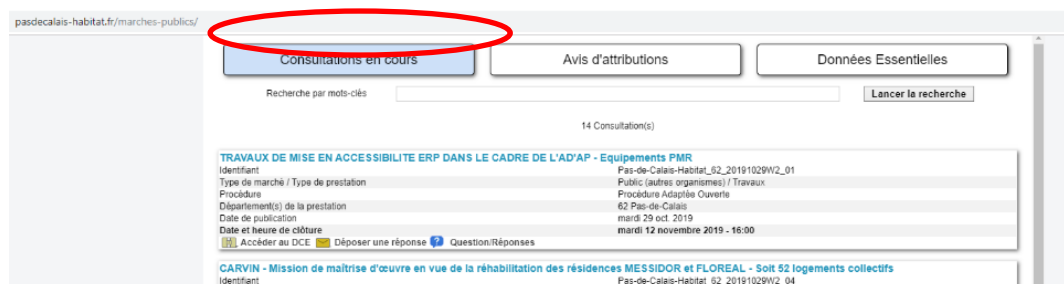 pasdecalais-habitat.fr/marches-publics/
Consultations en cours Avis d'attributions Données Essentielles
Recherche par mots-clés Lancer la recherche
14 Consultation(s)
TRAVAUX DE MISE EN ACCESSIBILITE ERP DANS LE CADRE DE L'AD'AP - Equipements PMR
Identifiant Pas-de-Calais-Habitat_62_20191029W2_01
Type de marché / Type de prestation Public (autres organismes) / Travaux
Procédure Procédure Adaptée Ouverte
Département(s) de la prestation 62 Pas-de-Calais
Date de publication mardi 29 oct. 2019
Date et heure de clôture mardi 12 novembre 2019 - 16:00
Accéder au DCE Déposer une réponse ? Question/Réponses
CARVIN - Mission de maîtrise d'œuvre en vue de la réhabilitation des résidences MESSIDOR et FLOREAL - Soit 52 logements collectifs
Identifiant Pas-de-Calais-Habitat_62_20191029W2_04